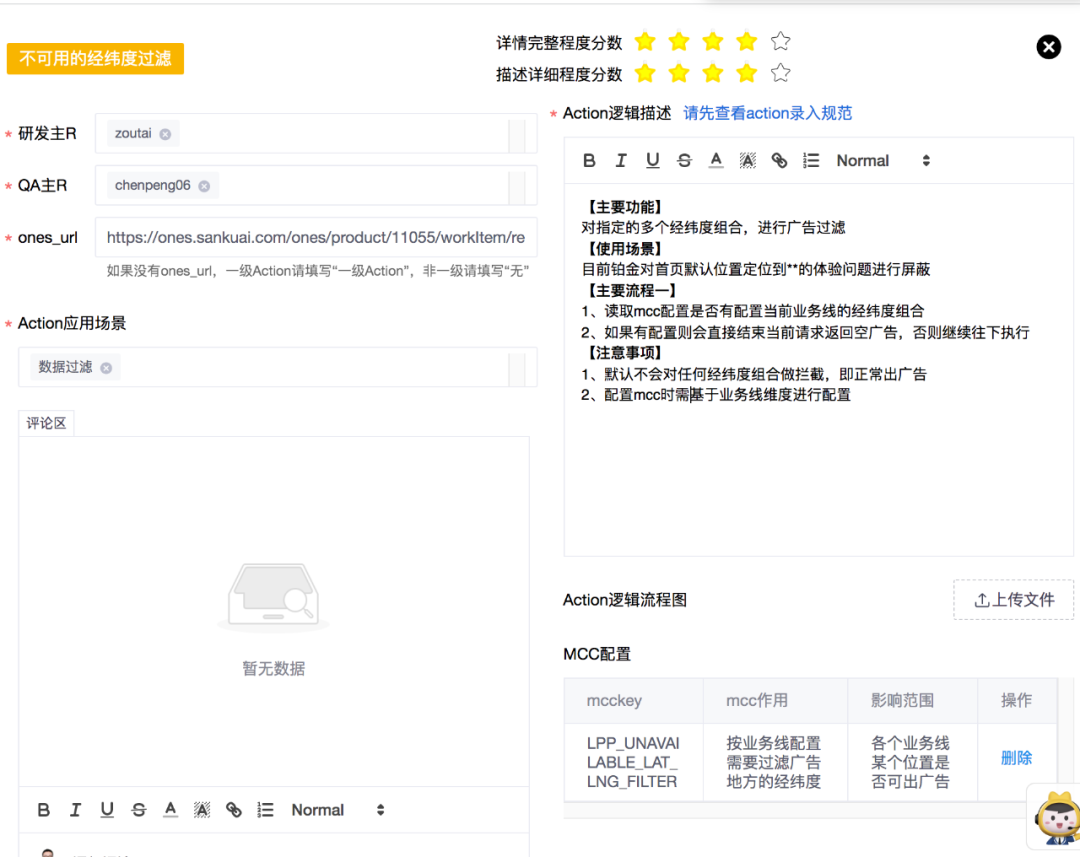 不可用的经纬度过滤
详情完整程度分数
描述详细程度分数
* 研发主R
zoutai
* QA主R
chenpeng06
* ones_url
https://ones.sankuai.com/ones/product/11055/workItem/re
如果没有ones_url，一级Action请填写“一级Action”，非一级请填写“无”
* Action应用场景
数据过滤
评论区
暂无数据
B I U S A A Normal
* Action逻辑描述 请先查看action录入规范
B I U S A A Normal
【主要功能】
对指定的多个经纬度组合，进行广告过滤
【使用场景】
目前铂金对首页默认位置定位到**的体验问题进行屏蔽
【主要流程一】
1、读取mcc配置是否有配置当前业务线的经纬度组合
2、如果有配置则会直接结束当前请求返回空广告，否则继续往下执行
【注意事项】
1、默认不会对任何经纬度组合做拦截，即正常出广告
2、配置mcc时需基于业务线维度进行配置
Action逻辑流程图
上传文件
MCC配置
mcckey mcc作用 影响范围 操作
LPP_UNAVAI 按业务线配置 各个业务线
LABLE_LAT_ 需要过滤广告 某个位置是 删除
LNG_FILTER 地方的经纬度 否可出广告